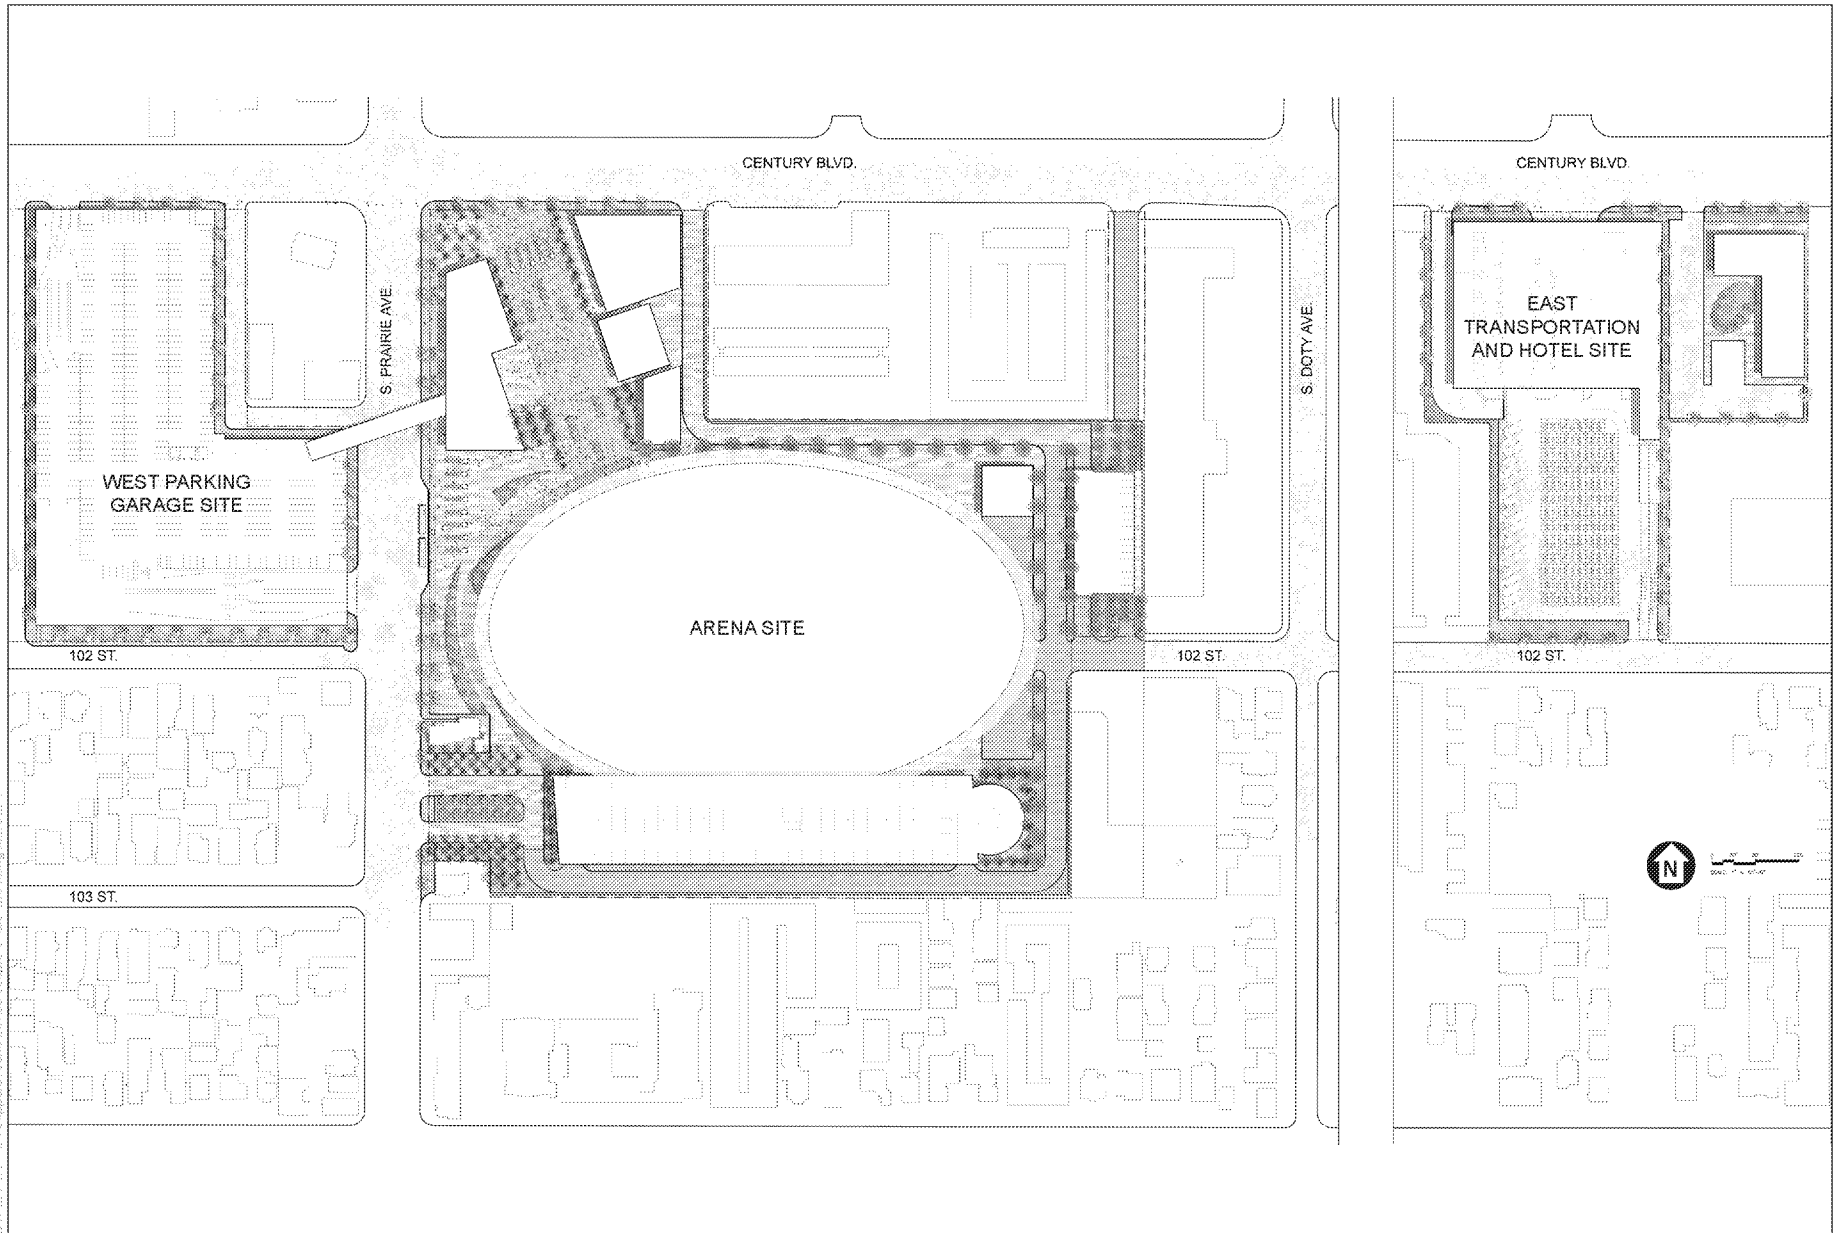 CENTURY BLVD.
CENTURY BLVD.
S. PRAIRIE AVE.
S. DOTY AVE.
EAST
TRANSPORTATION
AND HOTEL SITE
WEST PARKING
GARAGE SITE
ARENA SITE
102 ST.
102 ST.
102 ST.
N
103 ST.